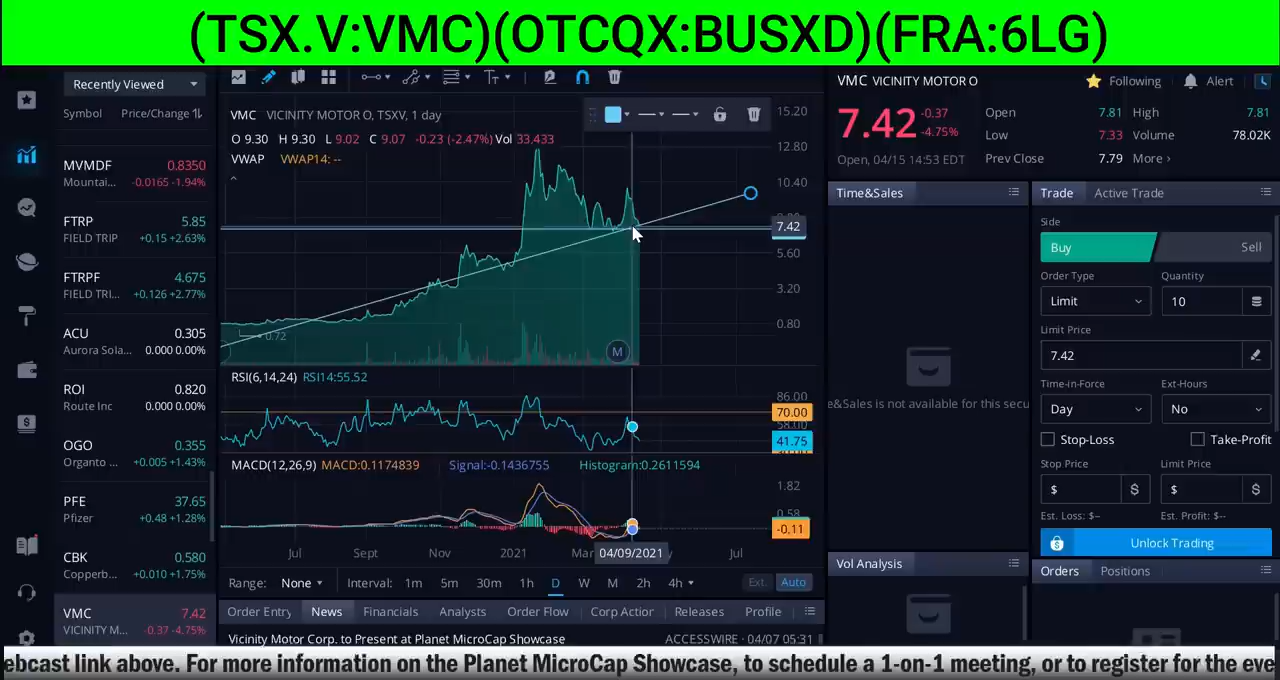 (TSX.V:VMC)(OTCQX:BUSXD)(FRA:6LG)
Recently Viewed
Symbol Price/Change
MVMDF 0.8350
Mountai... -0.0165 -1.94%
FTRP 5.85
FIELD TRIP +0.15 +2.63%
FTRPF 4.675
FIELD TRI... +0.126 +2.77%
ACU 0.305
Aurora Sola... 0.000 0.00%
ROI 0.820
Route Inc 0.000 0.00%
OGO 0.355
Organto ... +0.005 +1.43%
PFE 37.65
Pfizer +0.48 +1.28%
CBK 0.580
Copperb... +0.010 +1.75%
VMC 7.42
VICINITY M... -0.37 -4.75%
VMC VICINITY MOTOR O, TSXV, 1 day
O 9.30 H 9.30 L 9.02 C 9.07 -0.23 (-2.47%) Vol 33.433
VWAP VWAP14: --
15.20
12.80
10.40
7.42
5.60
3.20
0.80
0.72
M
RSI(6,14,24) RSI14:55.52
86.00
70.00
58.00
41.75
MACD(12,26,9) MACD:0.1174839 Signal:-0.1436755 Histogram:0.2611594
1.82
0.58
-0.11
Jul Sept Nov 2021 Mar 04/09/2021 Jul
Range: None Interval: 1m 5m 30m 1h D W M 2h 4h Ext. Auto
Order Entry News Financials Analysts Order Flow Corp Action Releases Profile
Vicinity Motor Corp. to Present at Planet MicroCap Showcase ACCESSWIRE · 04/07 05:31
VMC VICINITY MOTOR O Following Alert
7.42 -0.37 -4.75%
Open, 04/15 14:53 EDT
Open 7.81 High 7.81
Low 7.33 Volume 78.02K
Prev Close 7.79 More ›
Time&Sales
e&Sales is not available for this secu
Vol Analysis
Trade Active Trade
Side
Buy Sell
Order Type Quantity
Limit 10
Limit Price
7.42
Time-in-Force Ext-Hours
Day No
Stop-Loss Take-Profit
Stop Price Limit Price
$ $ $ $
Est. Loss: $-- Est. Profit: $--
Unlock Trading
Orders Positions
ebcast link above. For more information on the Planet MicroCap Showcase, to schedule a 1-on-1 meeting, or to register for the eve